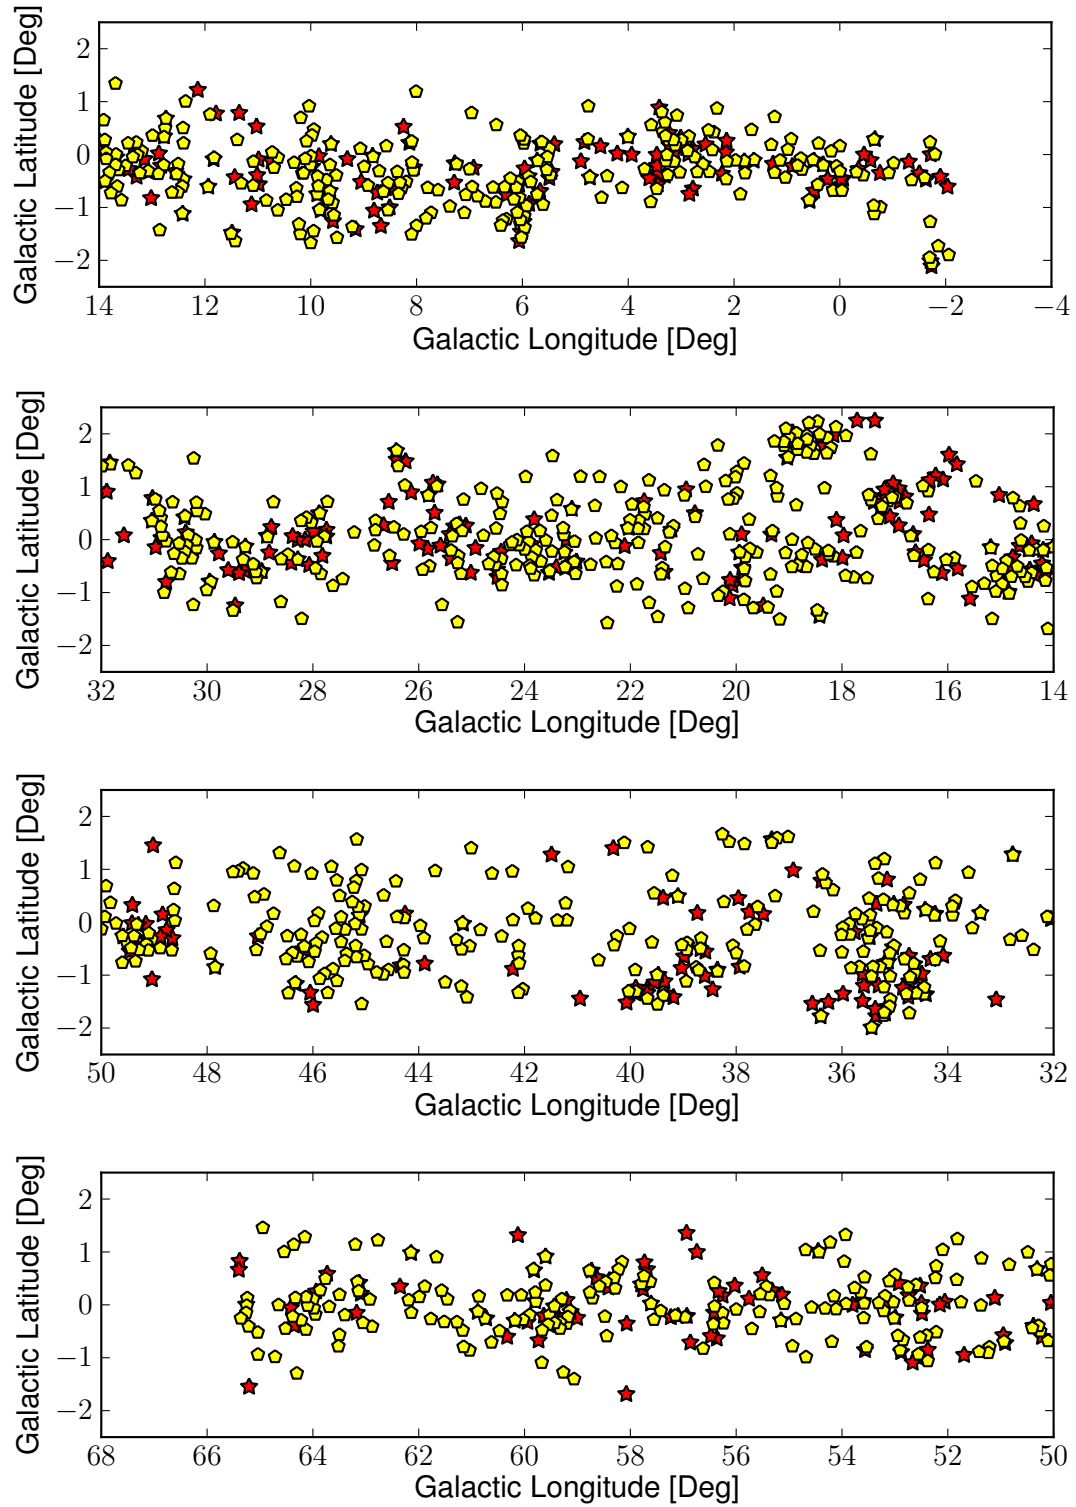 Galactic Latitude [Deg]
2
1
0
−1
−2
14 12 10 8 6 4 2 0 −2 −4
Galactic Longitude [Deg]
Galactic Latitude [Deg]
2
1
0
−1
−2
32 30 28 26 24 22 20 18 16 14
Galactic Longitude [Deg]
Galactic Latitude [Deg]
2
1
0
−1
−2
50 48 46 44 42 40 38 36 34 32
Galactic Longitude [Deg]
Galactic Latitude [Deg]
2
1
0
−1
−2
68 66 64 62 60 58 56 54 52 50
Galactic Longitude [Deg]